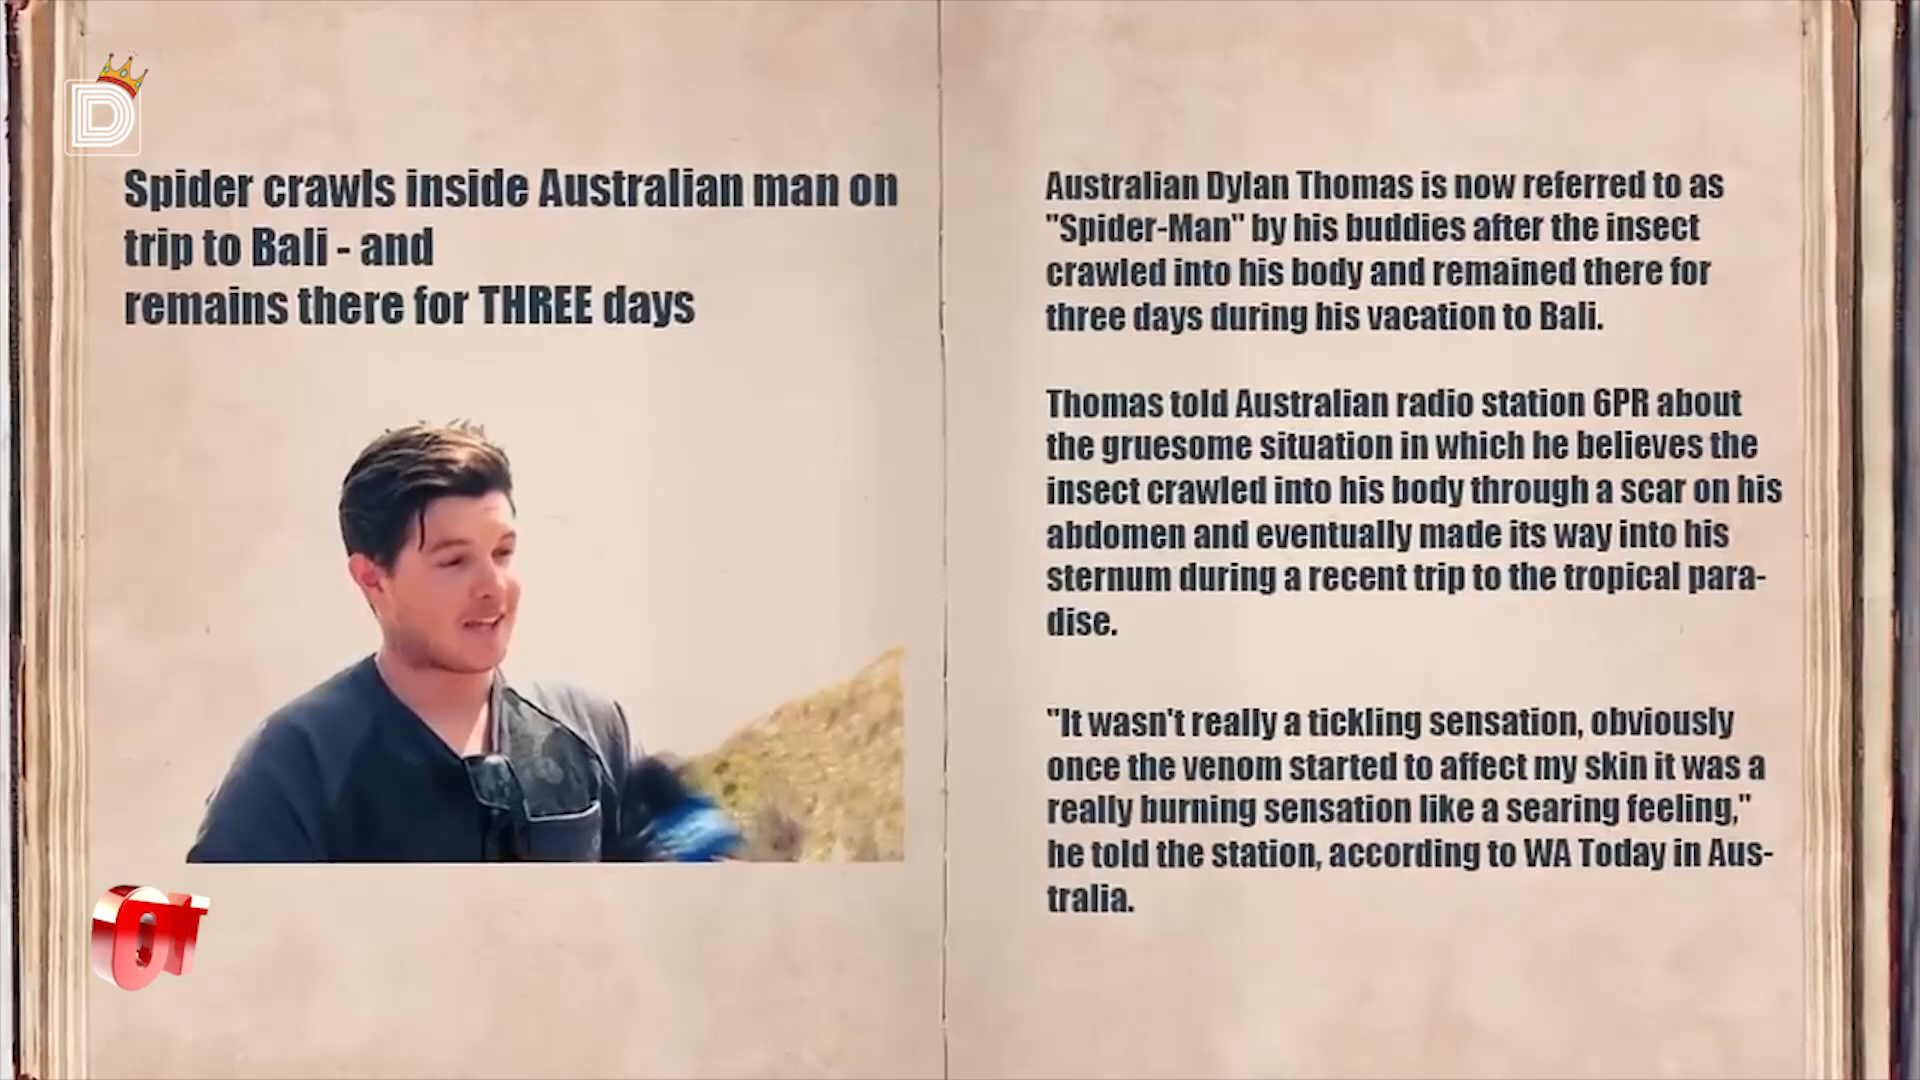 D
Spider crawls inside Australian man on
trip to Bali - and
remains there for THREE days
Australian Dylan Thomas is now referred to as
"Spider-Man" by his buddies after the insect
crawled into his body and remained there for
three days during his vacation to Bali.
Thomas told Australian radio station 6PR about
the gruesome situation in which he believes the
insect crawled into his body through a scar on his
abdomen and eventually made its way into his
sternum during a recent trip to the tropical para-
dise.
"It wasn't really a tickling sensation, obviously
once the venom started to affect my skin it was a
really burning sensation like a searing feeling,"
he told the station, according to WA Today in Aus-
tralia.